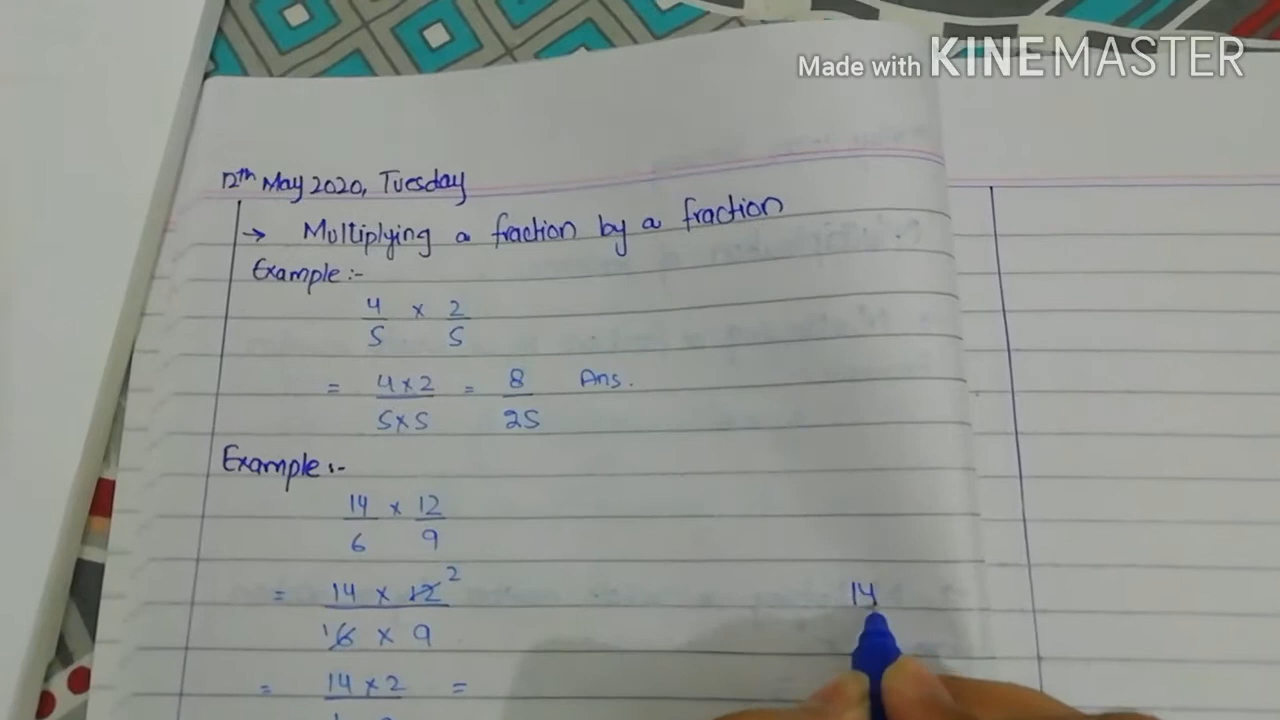 Made with KINEMASTER
12th May 2020, Tuesday
→ Multiplying a fraction by a fraction
Example :-
4/5 × 2/5
= 4×2/5×5 = 8/25 Ans.
Example :-
14/6 × 12/9
= 14 × 12 2/1 6 × 9
14
= 14 × 2 =